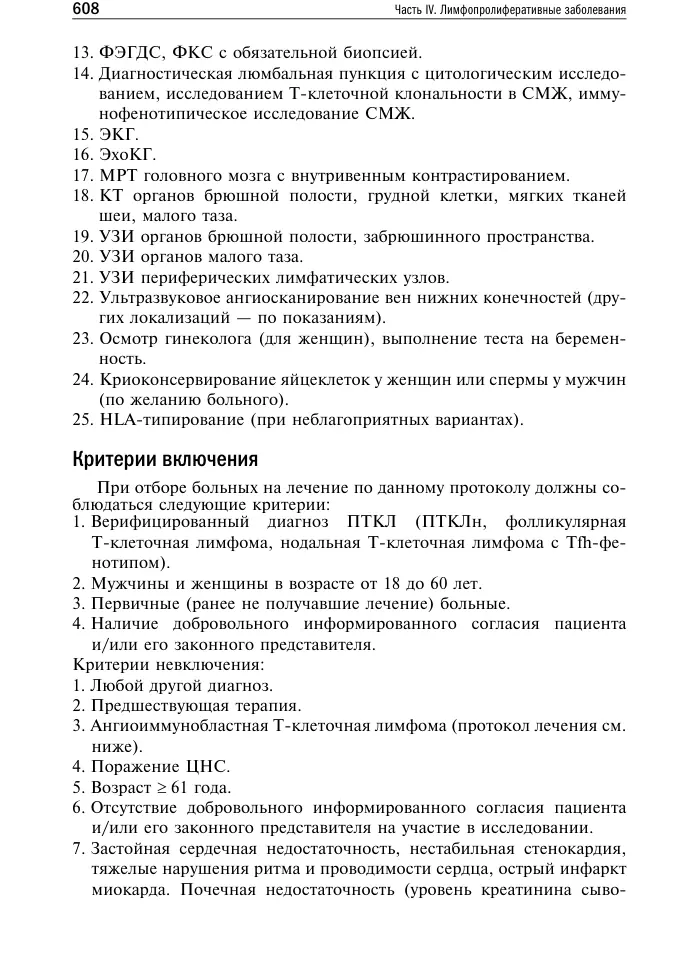 608
Часть IV. Лимфопролиферативные заболевания
13. ФЭГДС, ФКС с обязательной биопсией.
14. Диагностическая люмбальная пункция с цитологическим исследо-
ванием, исследованием Т-клеточной клональности в СМЖ, имму-
нофенотипическое исследование СМЖ.
15. ЭКГ.
16. ЭхоКГ.
17. МРТ головного мозга с внутривенным контрастированием.
18. КТ органов брюшной полости, грудной клетки, мягких тканей
шеи, малого таза.
19. УЗИ органов брюшной полости, забрюшинного пространства.
20. УЗИ органов малого таза.
21. УЗИ периферических лимфатических узлов.
22. Ультразвуковое ангиосканирование вен нижних конечностей (дру-
гих локализаций — по показаниям).
23. Осмотр гинеколога (для женщин), выполнение теста на беремен-
ность.
24. Криоконсервирование яйцеклеток у женщин или спермы у мужчин
(по желанию больного).
25. HLA-типирование (при неблагоприятных вариантах).
Критерии включения
При отборе больных на лечение по данному протоколу должны со-
блюдаться следующие критерии:
1. Верифицированный диагноз ПТКЛ (ПТКЛн, фолликулярная
Т-клеточная лимфома, нодальная Т-клеточная лимфома с Tfh-фе-
нотипом).
2. Мужчины и женщины в возрасте от 18 до 60 лет.
3. Первичные (ранее не получавшие лечение) больные.
4. Наличие добровольного информированного согласия пациента
и/или его законного представителя.
Критерии невключения:
1. Любой другой диагноз.
2. Предшествующая терапия.
3. Ангиоиммунобластная Т-клеточная лимфома (протокол лечения см.
ниже).
4. Поражение ЦНС.
5. Возраст ≥ 61 года.
6. Отсутствие добровольного информированного согласия пациента
и/или его законного представителя на участие в исследовании.
7. Застойная сердечная недостаточность, нестабильная стенокардия,
тяжелые нарушения ритма и проводимости сердца, острый инфаркт
миокарда. Почечная недостаточность (уровень креатинина сыво-